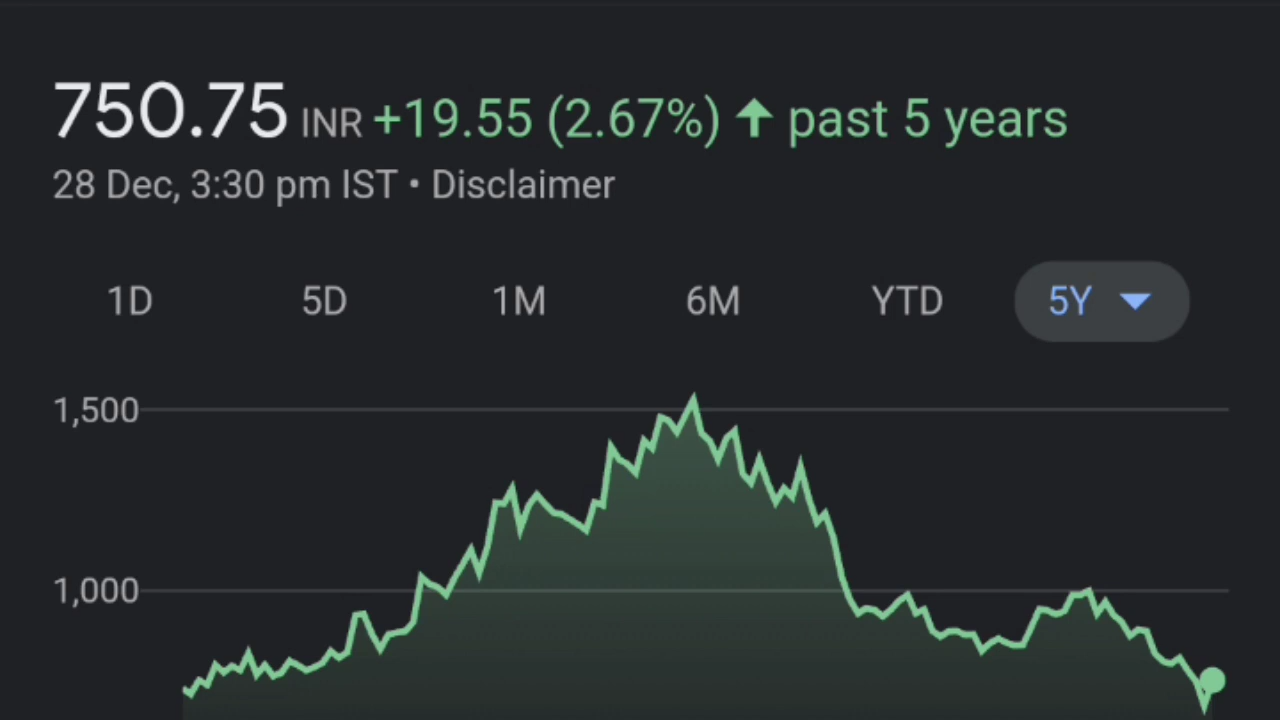 750.75 INR +19.55 (2.67%) ↑ past 5 years
28 Dec, 3:30 pm IST • Disclaimer
1D 5D 1M 6M YTD 5Y
1,500
1,000